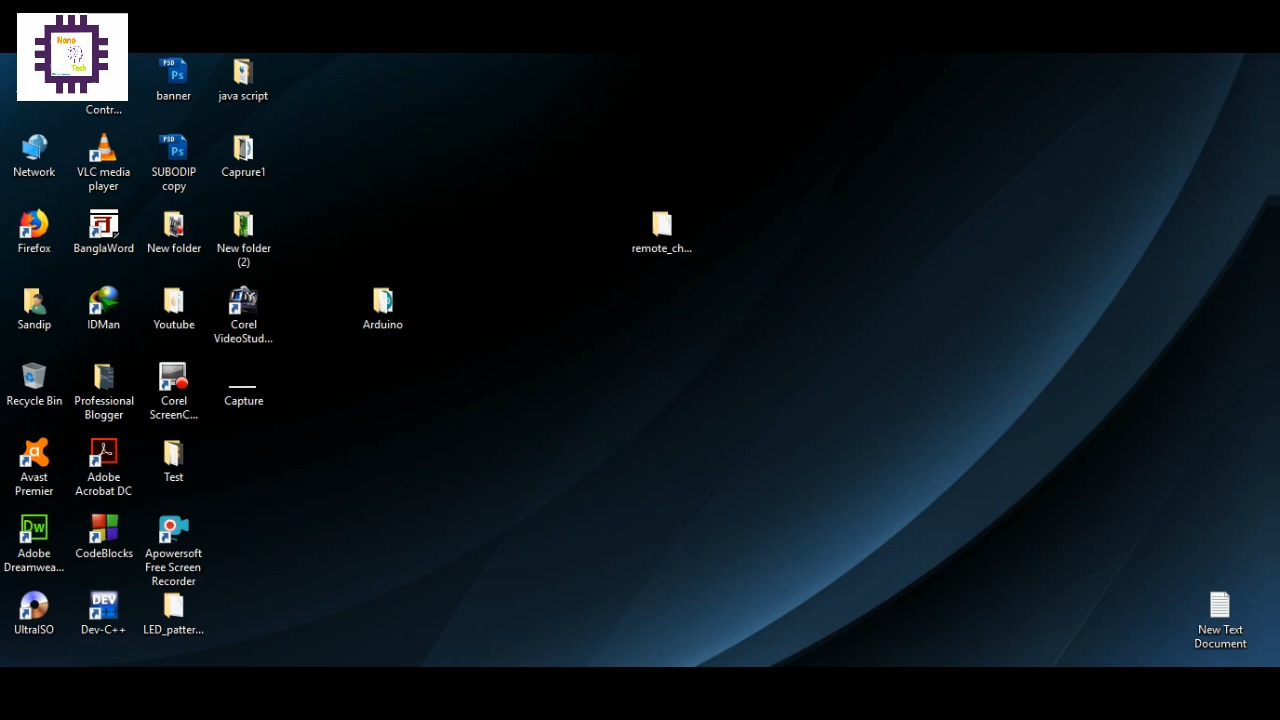 Nano
Tech
Contr...
banner
java script
Network
VLC media
player
SUBODIP
copy
Caprure1
Firefox
BanglaWord
New folder
New folder
(2)
remote_ch...
Sandip
IDMan
Youtube
Corel
VideoStud...
Arduino
Recycle Bin
Professional
Blogger
Corel
ScreenC...
Capture
Avast
Premier
Adobe
Acrobat DC
Test
Adobe
Dreamwea...
CodeBlocks
Apowersoft
Free Screen
Recorder
UltraISO
Dev-C++
LED_patter...
New Text
Document